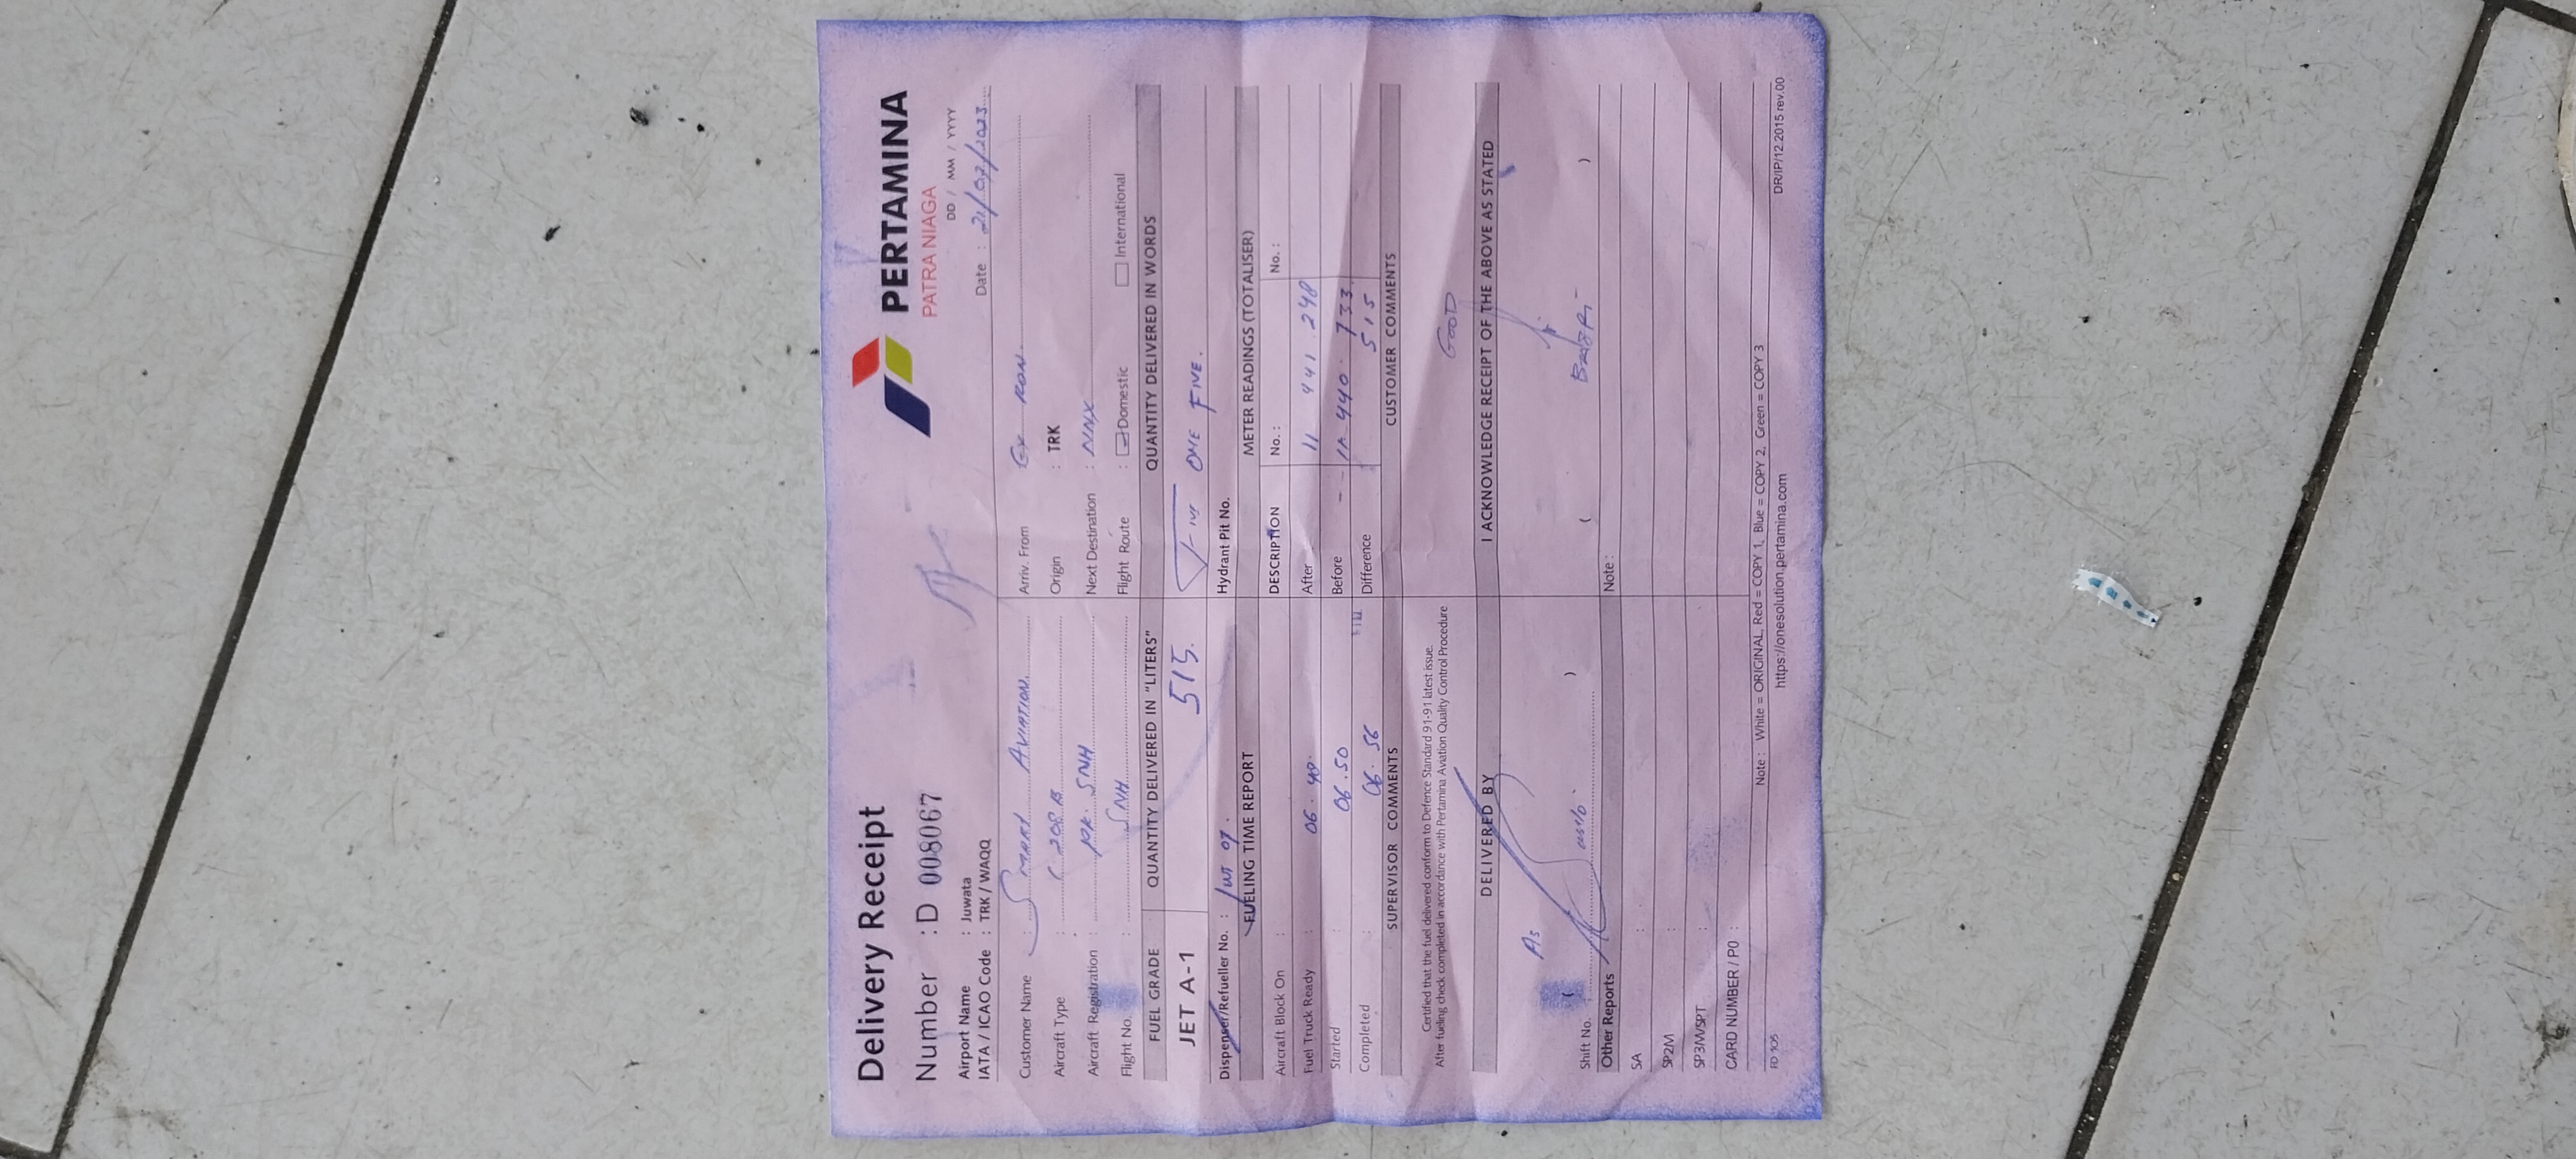 Delivery Receipt
PERTAMINA
PATRA NIAGA
Number : D 008067
DD / MM / YYYY
Airport Name : Juwata
IATA / ICAO Code : TRK / WAQQ
Date : 21/07/2023
Customer Name : SMART AVIATION.
Arriv. From : Ex RON.
Aircraft Type : C 208 B
Origin : TRK
Aircraft Registration : PK. SNH
Next Destination : NNX
Flight No. : SNH
Flight Route : Domestic International
FUEL GRADE QUANTITY DELIVERED IN "LITERS" QUANTITY DELIVERED IN WORDS
JET A-1 515. FIVE ONE FIVE.
Dispenser/Refueller No. : 07.
Hydrant Pit No.
FUELING TIME REPORT METER READINGS (TOTALISER)
Aircraft Block On :
DESCRIPTION No. : No. :
Fuel Truck Ready : 06. 40.
After 11 441 . 248
Started : 06.50
Before 11 440 . 733
Completed : 06. 56
Difference : 515
SUPERVISOR COMMENTS CUSTOMER COMMENTS
Certified that the fuel delivered conform to Defence Standard 91-91 latest issue.
After fueling check completed in accordance with Pertamina Aviation Quality Control Procedure
GOOD
DELIVERED BY I ACKNOWLEDGE RECEIPT OF THE ABOVE AS STATED
Shift No. ( ) ( )
Other Reports Note :
SA :
SP2M :
SP3M/SPT :
CARD NUMBER / PO :
Note : White = ORIGINAL, Red = COPY 1, Blue = COPY 2, Green = COPY 3
FD 105
https://onesolution.pertamina.com
DR/IP/12.2015 rev.00